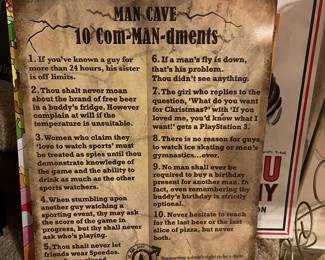 MAN CAVE
10 Com-MAN-dments
1. If you've known a guy for
more than 24 hours, his sister
is off limits.
2. Thou shalt never moan
about the brand of free beer
in a buddy's fridge. However
complain at will if the
temperature is unsuitable.
3. Women who claim they
'love to watch sports' must
be treated as spies until thou
demonstrate knowledge
of the game and the ability to
drink as much as the other
sports watchers.
4. When stumbling upon
another guy watching a
sporting event, thy may ask
the score of the game in
progress, but thy shall never
ask who's playing.
5. Thou shalt never let
friends wear Speedos.
6. If a man's fly is down,
that's his problem.
Thou didn't see anything.
7. The girl who replies to the
question, 'What do you want
for Christmas?' with 'If you
loved me, you'd know what I
want!' gets a PlayStation 3.
8. There is no reason for guys
to watch ice skating or men's
gymnastics...ever.
9. No man shall ever be
required to buy a birthday
present for another man. In
fact, even remembering thy
buddy's birthday is strictly
optional.
10. Never hesitate to reach
for the last beer or the last
slice of pizza, but never
both.
U
ION